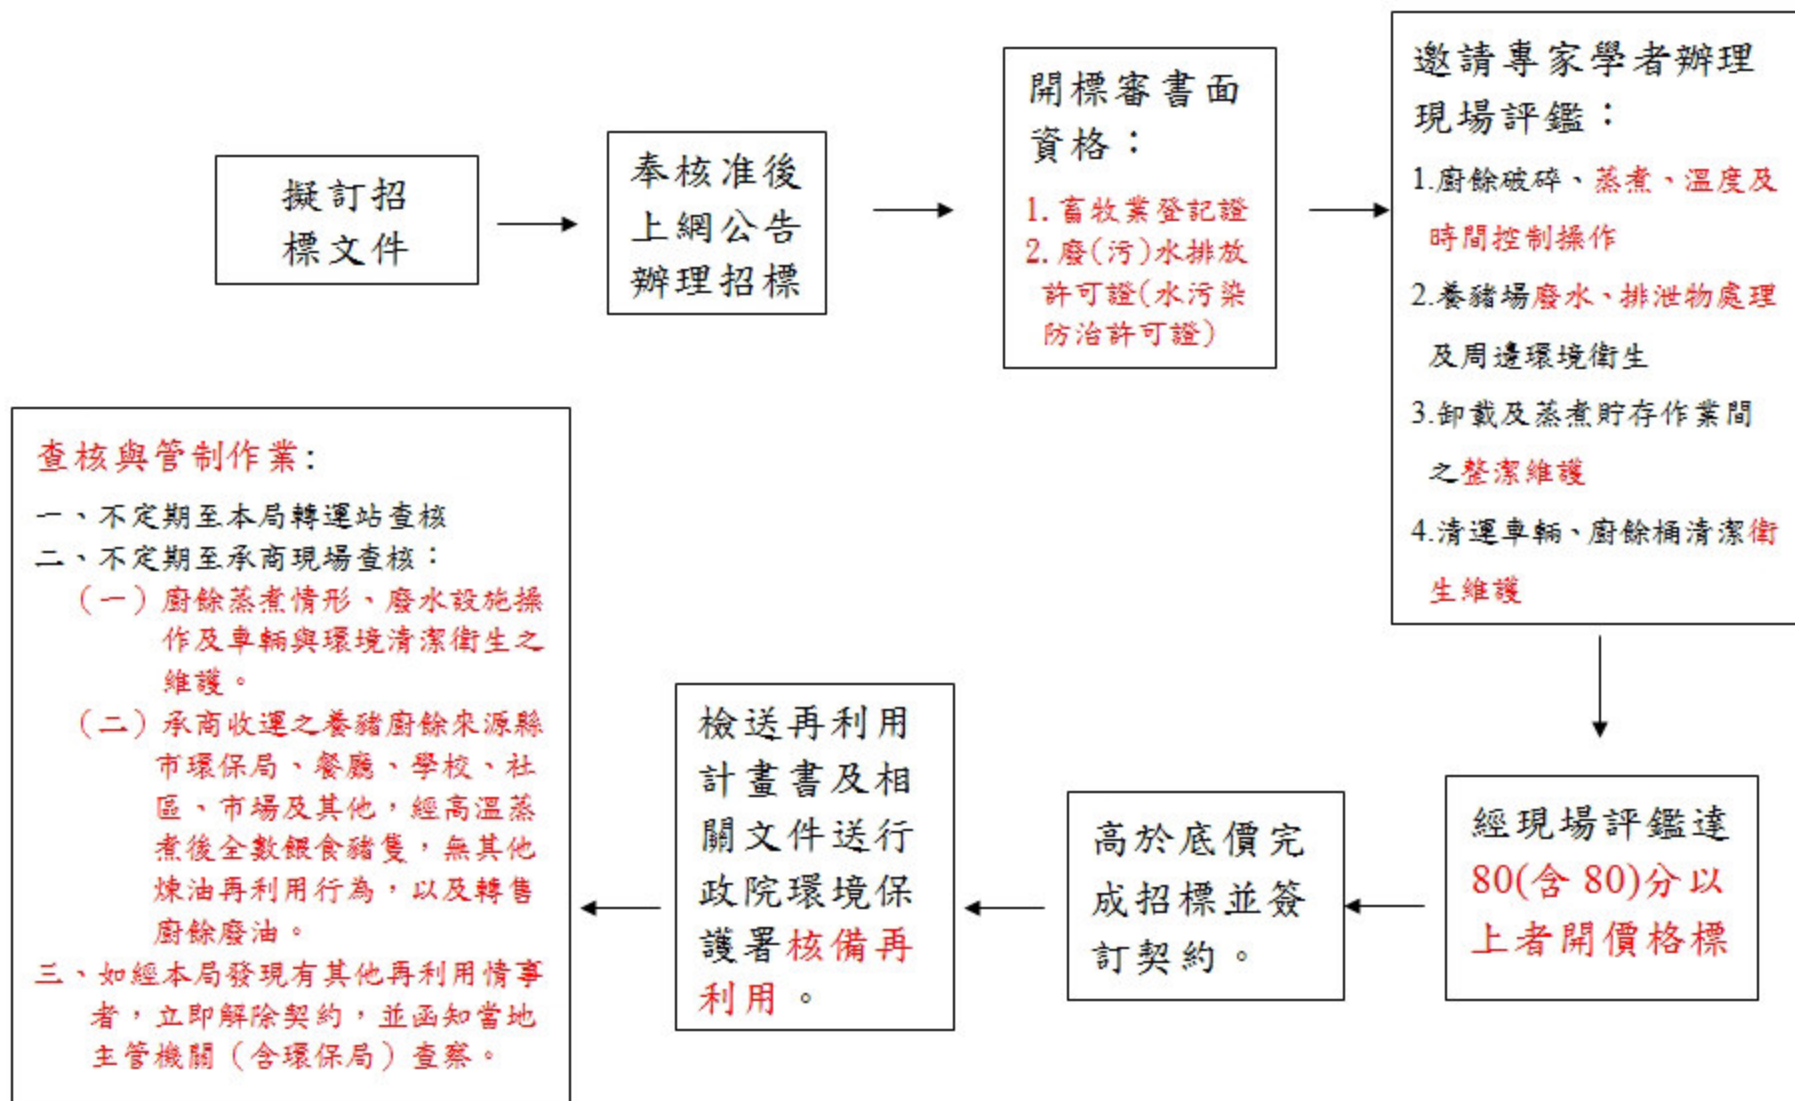 擬訂招
標文件
奉核准後
上網公告
辦理招標
開標審書面
資格：
1.畜牧業登記證
2.廢(污)水排放
許可證(水污染
防治許可證)
邀請專家學者辦理
現場評鑑：
1.廚餘破碎、蒸煮、溫度及
時間控制操作
2.養豬場廢水、排泄物處理
及周邊環境衛生
3.卸載及蒸煮貯存作業間
之整潔維護
4.清運車輛、廚餘桶清潔衛
生維護
經現場評鑑達
80(含 80)分以
上者開價格標
高於底價完
成招標並簽
訂契約。
檢送再利用
計畫書及相
關文件送行
政院環境保
護署核備再
利用。
查核與管制作業:
一、不定期至本局轉運站查核
二、不定期至承商現場查核：
（一）廚餘蒸煮情形、廢水設施操
作及車輛與環境清潔衛生之
維護。
（二）承商收運之養豬廚餘來源縣
市環保局、餐廳、學校、社
區、市場及其他，經高溫蒸
煮後全數餵食豬隻，無其他
煉油再利用行為，以及轉售
廚餘廢油。
三、如經本局發現有其他再利用情事
者，立即解除契約，並函知當地
主管機關（含環保局）查察。